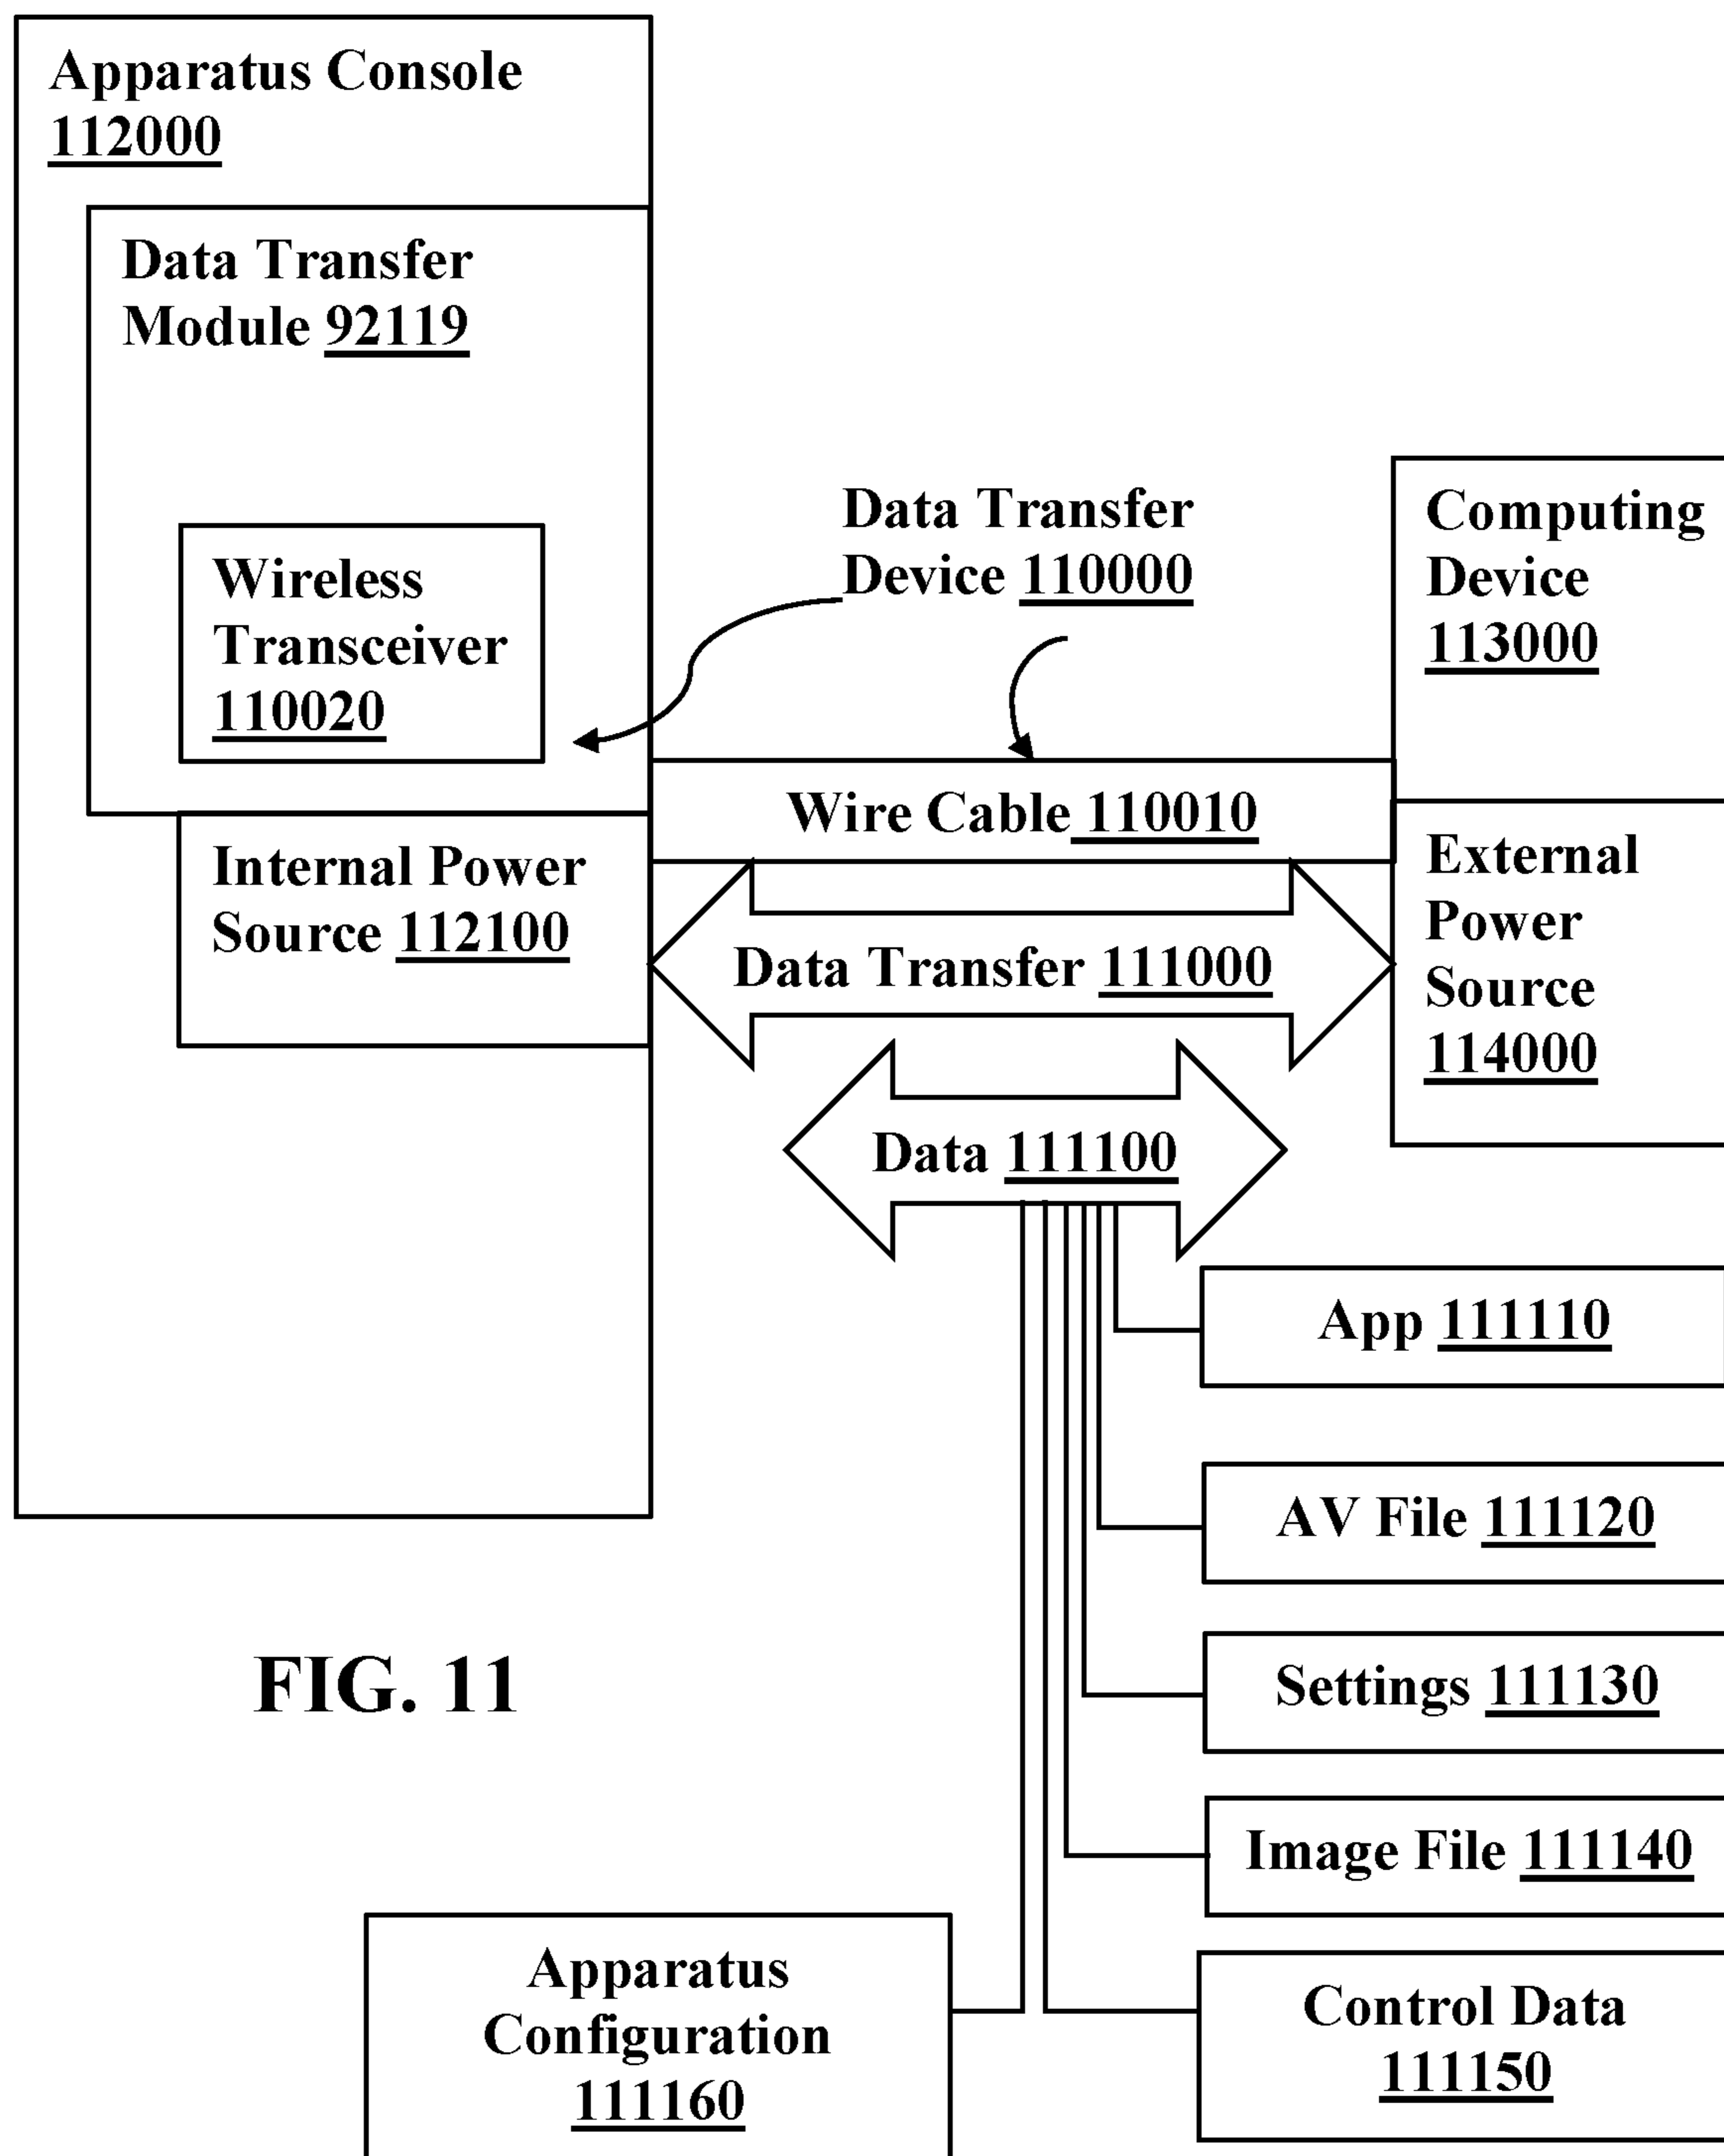 Apparatus Console
112000
Data Transfer
Module 92119
Wireless
Transceiver
110020
Internal Power
Source 112100
Data Transfer
Device 110000
Computing
Device
113000
Wire Cable 110010
External
Power
Source
114000
Data Transfer 111000
Data 111100
App 111110
AV File 111120
Settings 111130
Image File 111140
Control Data
111150
Apparatus
Configuration
111160
FIG. 11